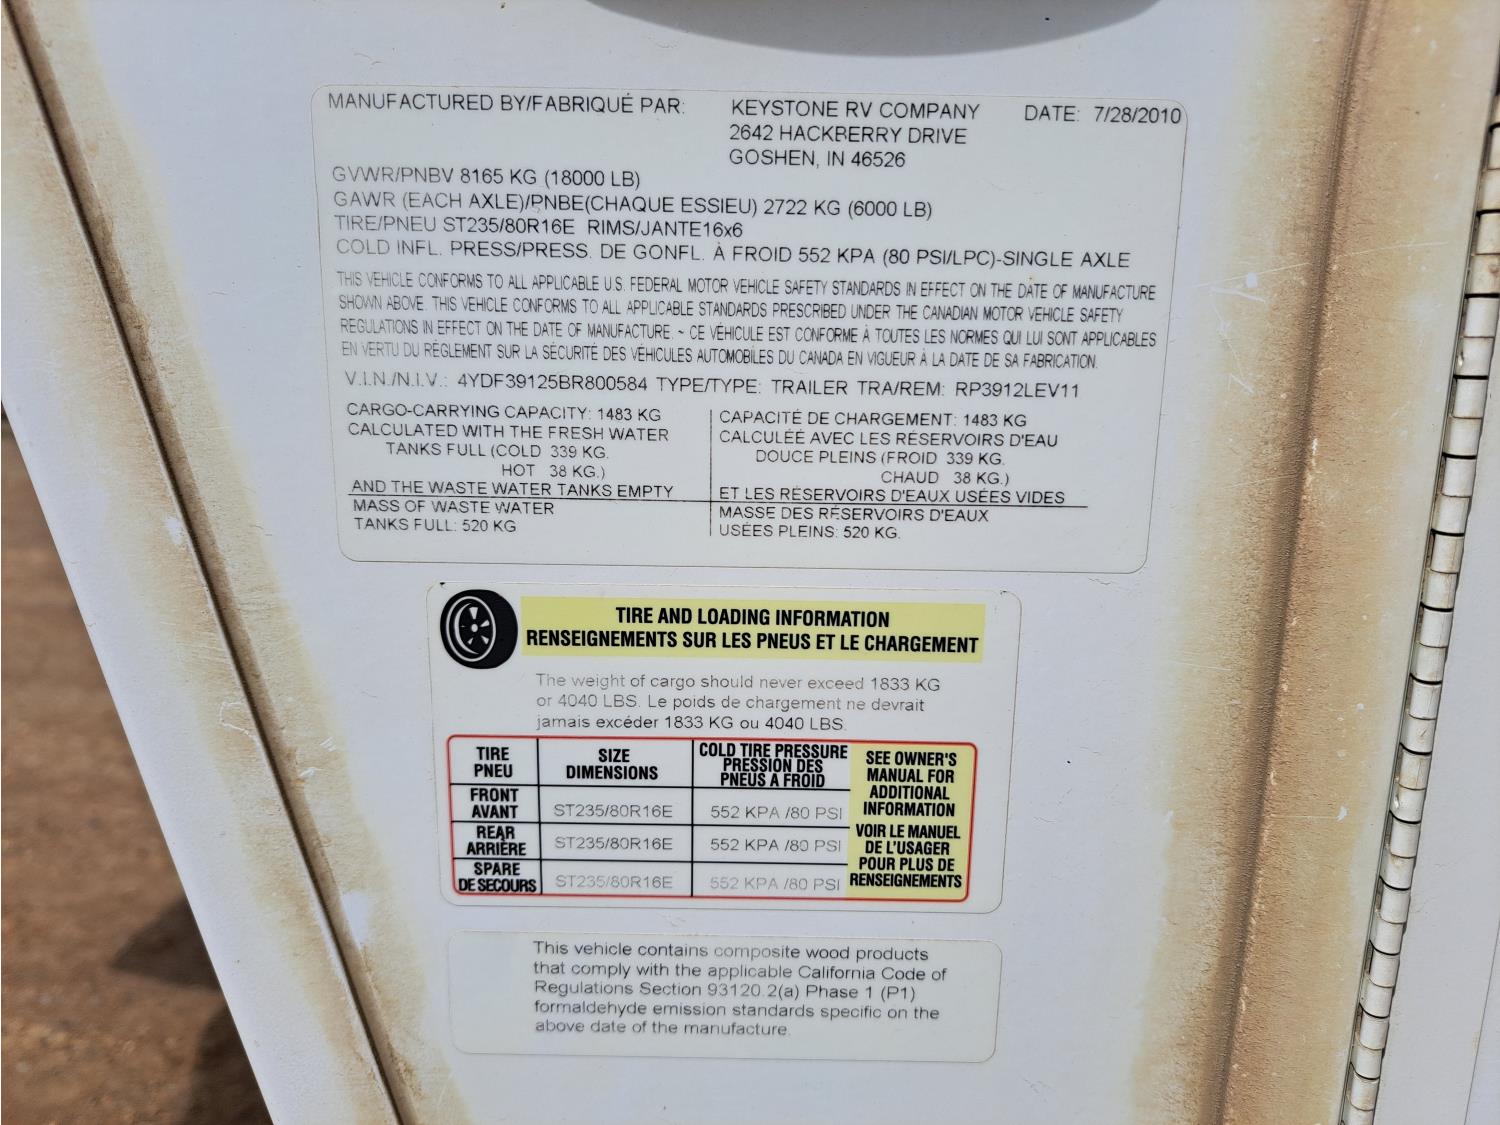 MANUFACTURED BY/FABRIQUÉ PAR: KEYSTONE RV COMPANY DATE: 7/28/2010
2642 HACKBERRY DRIVE
GOSHEN, IN 46526
GVWR/PNBV 8165 KG (18000 LB)
GAWR (EACH AXLE)/PNBE(CHAQUE ESSIEU) 2722 KG (6000 LB)
TIRE/PNEU ST235/80R16E RIMS/JANTE16x6
COLD INFL. PRESS/PRESS. DE GONFL. À FROID 552 KPA (80 PSI/LPC)-SINGLE AXLE
THIS VEHICLE CONFORMS TO ALL APPLICABLE U.S. FEDERAL MOTOR VEHICLE SAFETY STANDARDS IN EFFECT ON THE DATE OF MANUFACTURE
SHOWN ABOVE. THIS VEHICLE CONFORMS TO ALL APPLICABLE STANDARDS PRESCRIBED UNDER THE CANADIAN MOTOR VEHICLE SAFETY
REGULATIONS IN EFFECT ON THE DATE OF MANUFACTURE. ~ CE VÉHICULE EST CONFORME À TOUTES LES NORMES QUI LUI SONT APPLICABLES
EN VERTU DU RÈGLEMENT SUR LA SÉCURITÉ DES VÉHICULES AUTOMOBILES DU CANADA EN VIGUEUR À LA DATE DE SA FABRICATION.
V.I.N./N.I.V.: 4YDF39125BR800584 TYPE/TYPE: TRAILER TRA/REM: RP3912LEV11
CARGO-CARRYING CAPACITY: 1483 KG
CALCULATED WITH THE FRESH WATER
TANKS FULL (COLD 339 KG.
HOT 38 KG.)
AND THE WASTE WATER TANKS EMPTY
MASS OF WASTE WATER
TANKS FULL: 520 KG
CAPACITÉ DE CHARGEMENT: 1483 KG
CALCULÉE AVEC LES RÉSERVOIRS D'EAU
DOUCE PLEINS (FROID 339 KG.
CHAUD 38 KG.)
ET LES RÉSERVOIRS D'EAUX USÉES VIDES
MASSE DES RÉSERVOIRS D'EAUX
USÉES PLEINS: 520 KG.
TIRE AND LOADING INFORMATION
RENSEIGNEMENTS SUR LES PNEUS ET LE CHARGEMENT
The weight of cargo should never exceed 1833 KG
or 4040 LBS. Le poids de chargement ne devrait
jamais excéder 1833 KG ou 4040 LBS.
TIRE
PNEU
SIZE
DIMENSIONS
COLD TIRE PRESSURE
PRESSION DES
PNEUS A FROID
FRONT
AVANT
ST235/80R16E
552 KPA /80 PSI
REAR
ARRIÈRE
ST235/80R16E
552 KPA /80 PSI
SPARE
DE SECOURS
ST235/80R16E
552 KPA /80 PSI
SEE OWNER'S
MANUAL FOR
ADDITIONAL
INFORMATION
VOIR LE MANUEL
DE L'USAGER
POUR PLUS DE
RENSEIGNEMENTS
This vehicle contains composite wood products
that comply with the applicable California Code of
Regulations Section 93120.2(a) Phase 1 (P1)
formaldehyde emission standards specific on the
above date of the manufacture.